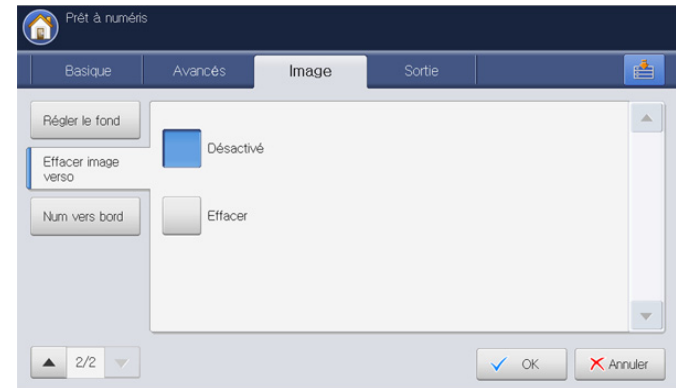 Prêt à numéris
Basique
Avancés
Image
Sortie
Régler le fond
Désactivé
Effacer image
verso
Num vers bord
Effacer
2/2
OK
Annuler